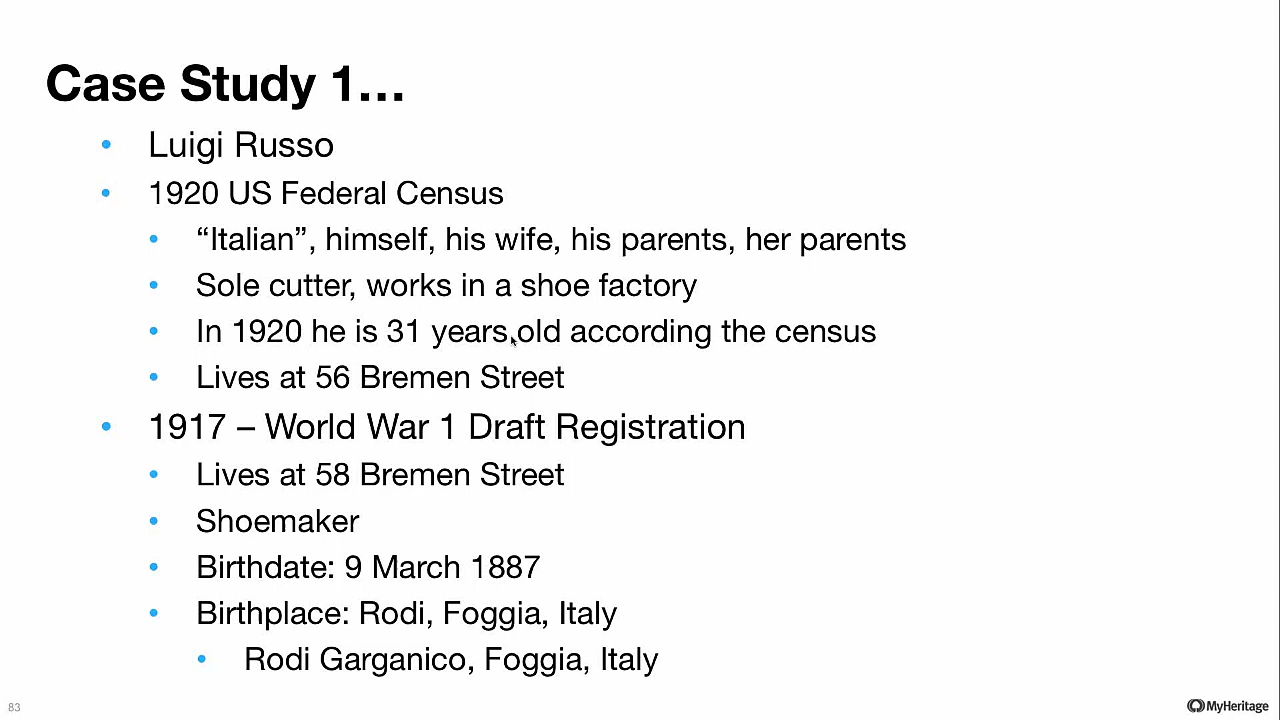 Case Study 1…
• Luigi Russo
• 1920 US Federal Census
• “Italian”, himself, his wife, his parents, her parents
• Sole cutter, works in a shoe factory
• In 1920 he is 31 years old according the census
• Lives at 56 Bremen Street
• 1917 – World War 1 Draft Registration
• Lives at 58 Bremen Street
• Shoemaker
• Birthdate: 9 March 1887
• Birthplace: Rodi, Foggia, Italy
• Rodi Garganico, Foggia, Italy
83
MyHeritage